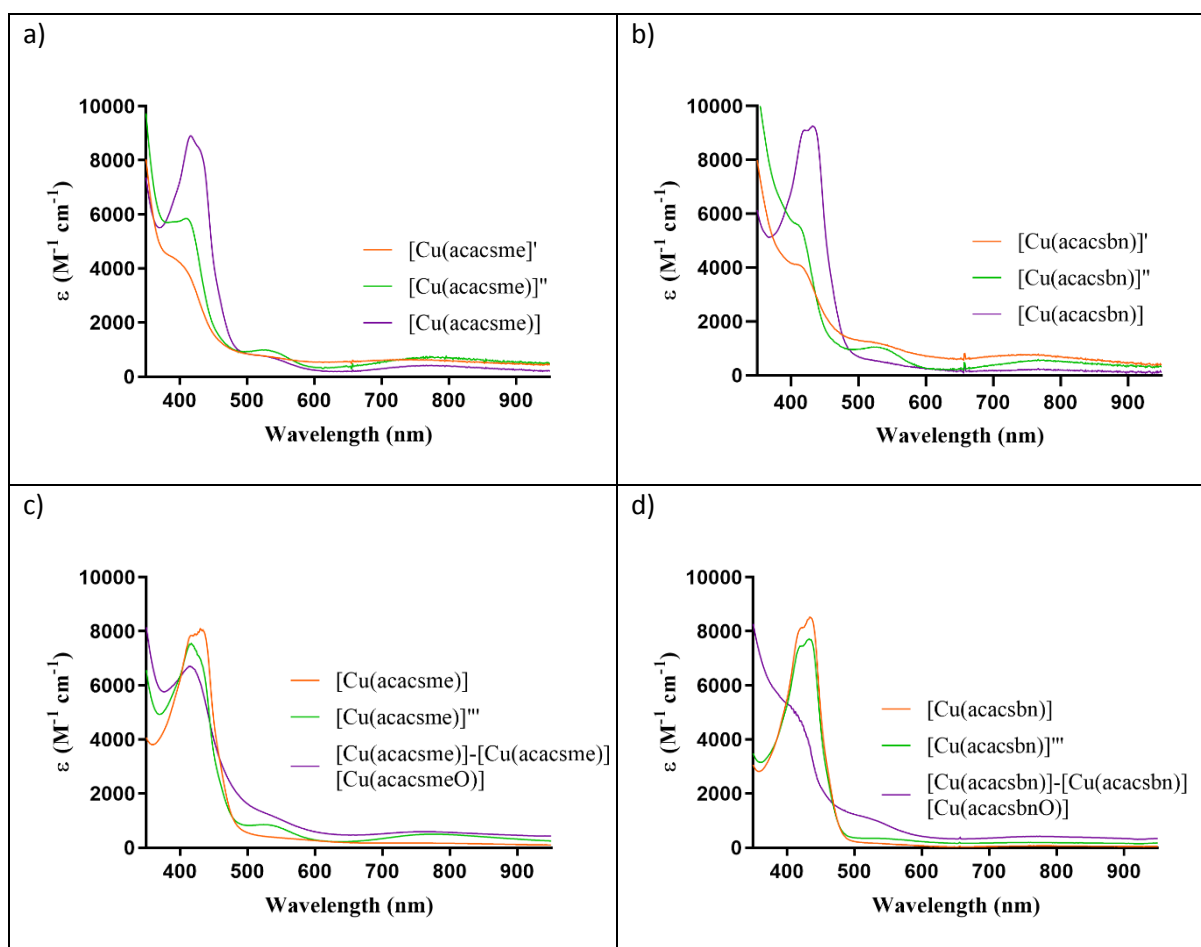 a)
10000
8000
6000
4000
2000
0
ε (M⁻¹ cm⁻¹)
400 500 600 700 800 900
Wavelength (nm)
[Cu(acacsme)]'
[Cu(acacsme)]''
[Cu(acacsme)]
b)
10000
8000
6000
4000
2000
0
ε (M⁻¹ cm⁻¹)
400 500 600 700 800 900
Wavelength (nm)
[Cu(acacsbn)]'
[Cu(acacsbn)]''
[Cu(acacsbn)]
c)
10000
8000
6000
4000
2000
0
ε (M⁻¹ cm⁻¹)
400 500 600 700 800 900
Wavelength (nm)
[Cu(acacsme)]
[Cu(acacsme)]'''
[Cu(acacsme)]-[Cu(acacsme)]
[Cu(acacsmeO)]
d)
10000
8000
6000
4000
2000
0
ε (M⁻¹ cm⁻¹)
400 500 600 700 800 900
Wavelength (nm)
[Cu(acacsbn)]
[Cu(acacsbn)]'''
[Cu(acacsbn)]-[Cu(acacsbn)]
[Cu(acacsbnO)]